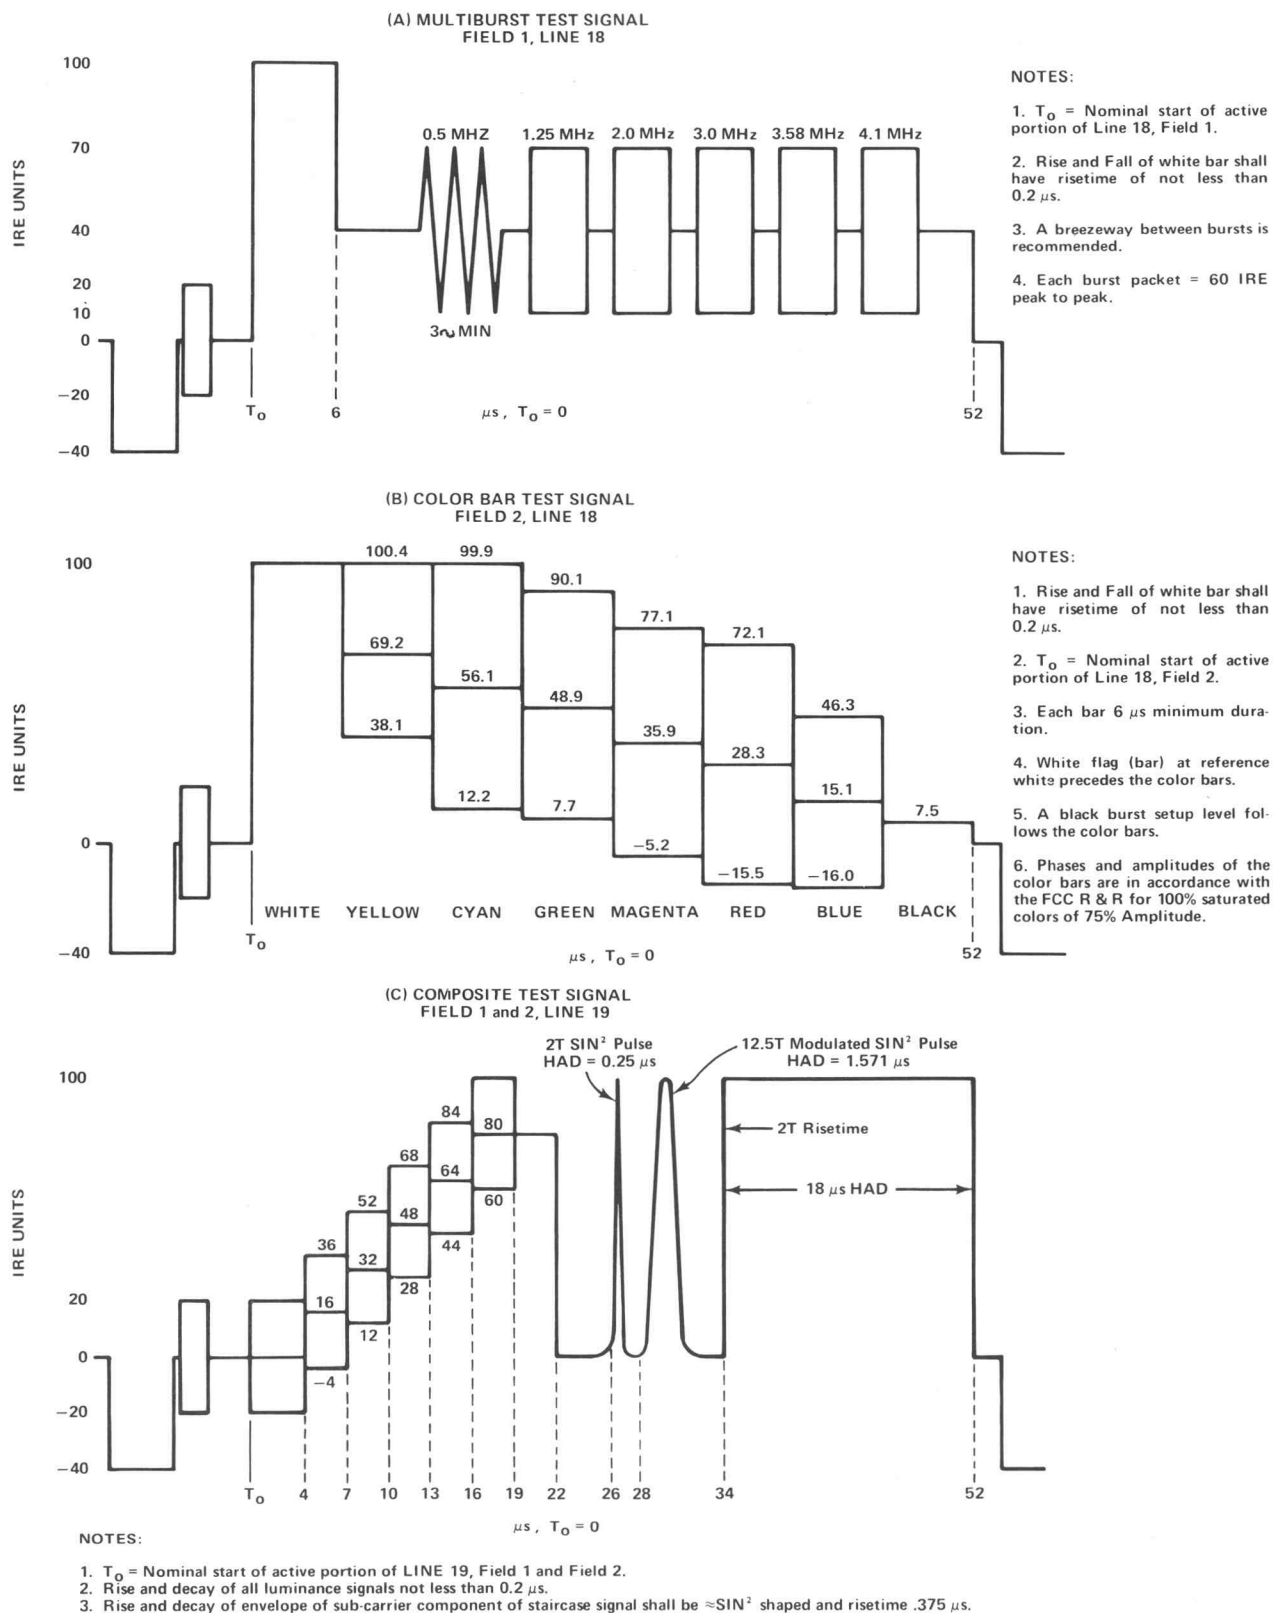 (A) MULTIBURST TEST SIGNAL
FIELD 1, LINE 18
IRE UNITS
100
70
40
20
10
0
−20
−40
0.5 MHZ
1.25 MHz
2.0 MHz
3.0 MHz
3.58 MHz
4.1 MHz
3∿ MIN
T₀
6
μs , T₀ = 0
52
NOTES:
1. T₀ = Nominal start of active
portion of Line 18, Field 1.
2. Rise and Fall of white bar shall
have risetime of not less than
0.2 μs.
3. A breezeway between bursts is
recommended.
4. Each burst packet = 60 IRE
peak to peak.
(B) COLOR BAR TEST SIGNAL
FIELD 2, LINE 18
IRE UNITS
100
0
−40
100.4
99.9
90.1
77.1
72.1
69.2
56.1
48.9
46.3
38.1
35.9
28.3
15.1
12.2
7.7
7.5
−5.2
−15.5
−16.0
WHITE
YELLOW
CYAN
GREEN
MAGENTA
RED
BLUE
BLACK
T₀
μs , T₀ = 0
52
NOTES:
1. Rise and Fall of white bar shall
have risetime of not less than
0.2 μs.
2. T₀ = Nominal start of active
portion of Line 18, Field 2.
3. Each bar 6 μs minimum dura-
tion.
4. White flag (bar) at reference
white precedes the color bars.
5. A black burst setup level fol-
lows the color bars.
6. Phases and amplitudes of the
color bars are in accordance with
the FCC R & R for 100% saturated
colors of 75% Amplitude.
(C) COMPOSITE TEST SIGNAL
FIELD 1 and 2, LINE 19
IRE UNITS
100
20
0
−20
−40
2T SIN² Pulse
HAD = 0.25 μs
12.5T Modulated SIN² Pulse
HAD = 1.571 μs
2T Risetime
18 μs HAD
36
16
−4
52
32
12
68
48
28
84
64
44
80
60
T₀
4
7
10
13
16
19
22
26
28
34
52
μs , T₀ = 0
NOTES:
1. T₀ = Nominal start of active portion of LINE 19, Field 1 and Field 2.
2. Rise and decay of all luminance signals not less than 0.2 μs.
3. Rise and decay of envelope of sub-carrier component of staircase signal shall be ≈SIN² shaped and risetime .375 μs.